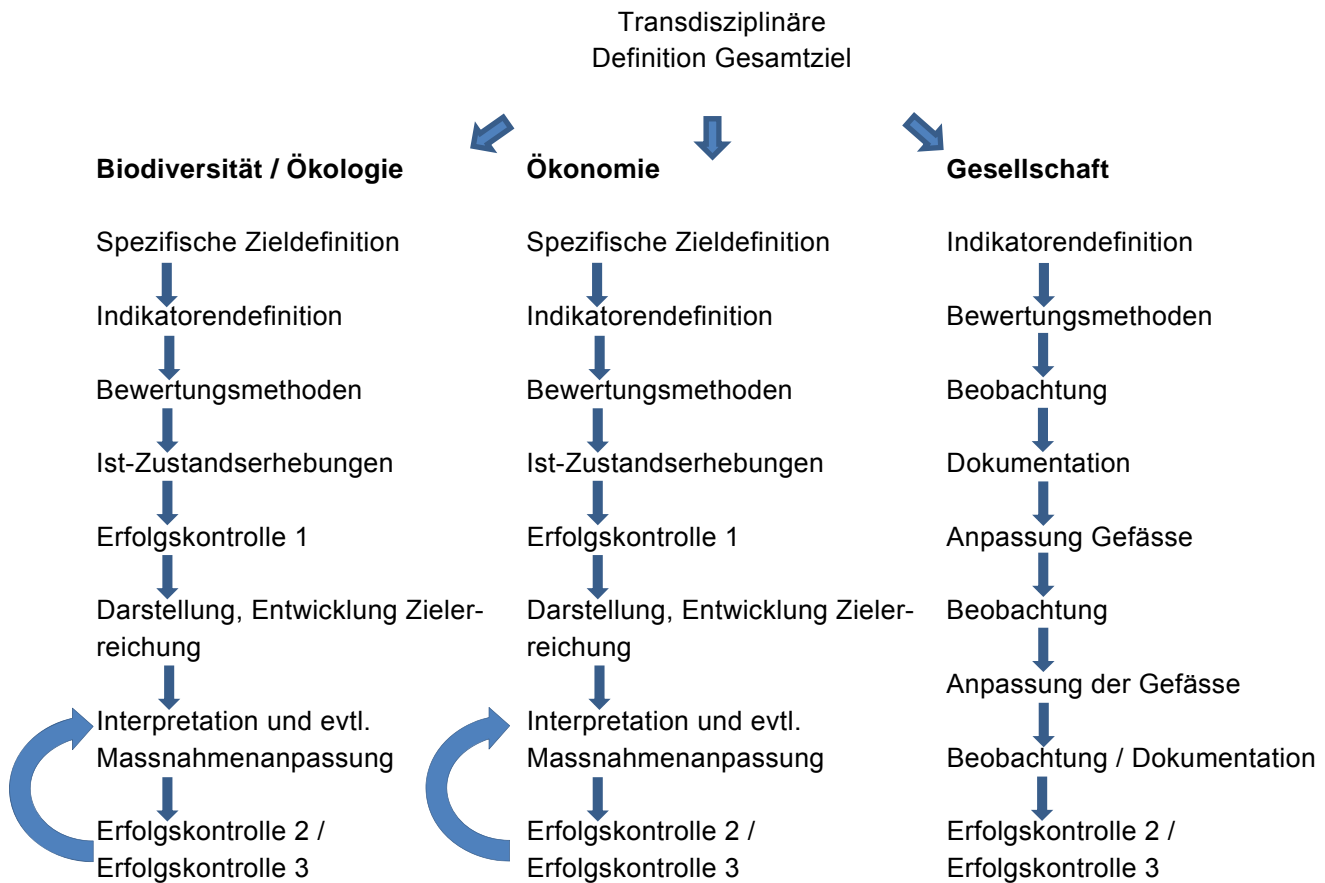 Transdisziplinäre
Definition Gesamtziel
Biodiversität / Ökologie
Spezifische Zieldefinition
Indikatorendefinition
Bewertungsmethoden
Ist-Zustandserhebungen
Erfolgskontrolle 1
Darstellung, Entwicklung Zieler-
reichung
Interpretation und evtl.
Massnahmenanpassung
Erfolgskontrolle 2 /
Erfolgskontrolle 3
Ökonomie
Spezifische Zieldefinition
Indikatorendefinition
Bewertungsmethoden
Ist-Zustandserhebungen
Erfolgskontrolle 1
Darstellung, Entwicklung Zieler-
reichung
Interpretation und evtl.
Massnahmenanpassung
Erfolgskontrolle 2 /
Erfolgskontrolle 3
Gesellschaft
Indikatorendefinition
Bewertungsmethoden
Beobachtung
Dokumentation
Anpassung Gefässe
Beobachtung
Anpassung der Gefässe
Beobachtung / Dokumentation
Erfolgskontrolle 2 /
Erfolgskontrolle 3